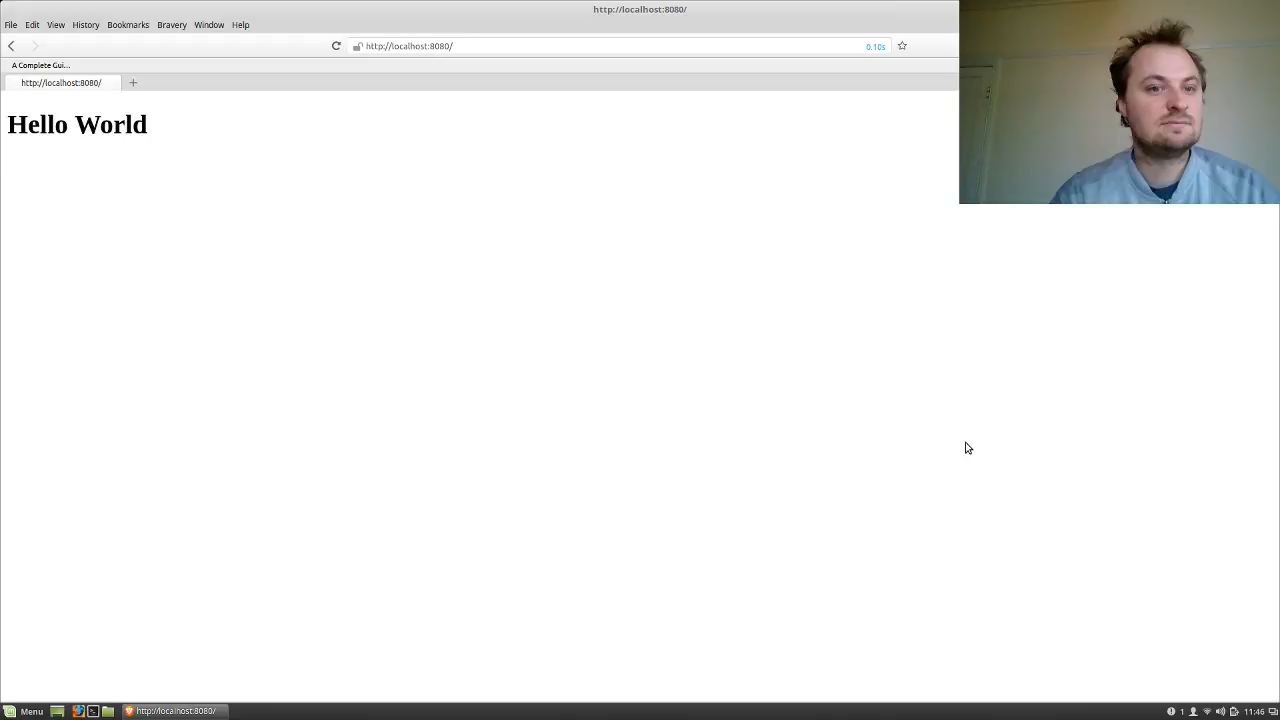 http://localhost:8080/
File Edit View History Bookmarks Bravery Window Help
http://localhost:8080/ 0.10s
A Complete Gui...
http://localhost:8080/
Hello World
Menu http://localhost:8080/ 1 11:46